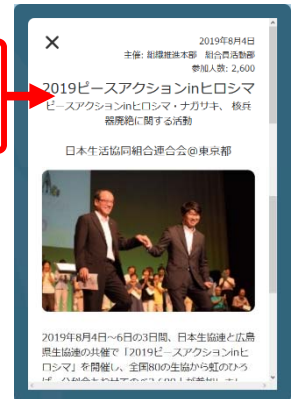 2019年8月4日
主催: 組織推進本部 組合員活動部
参加人数: 2,600
2019ピースアクションinヒロシマ
ピースアクションinヒロシマ・ナガサキ、 核兵
器廃絶に関する活動
日本生活協同組合連合会@東京都
2019年8月4日~6日の3日間、日本生協連と広島
県生協連の共催で「2019ピースアクションinヒ
ロシマ」を開催し、全国80の生協から虹のひろ